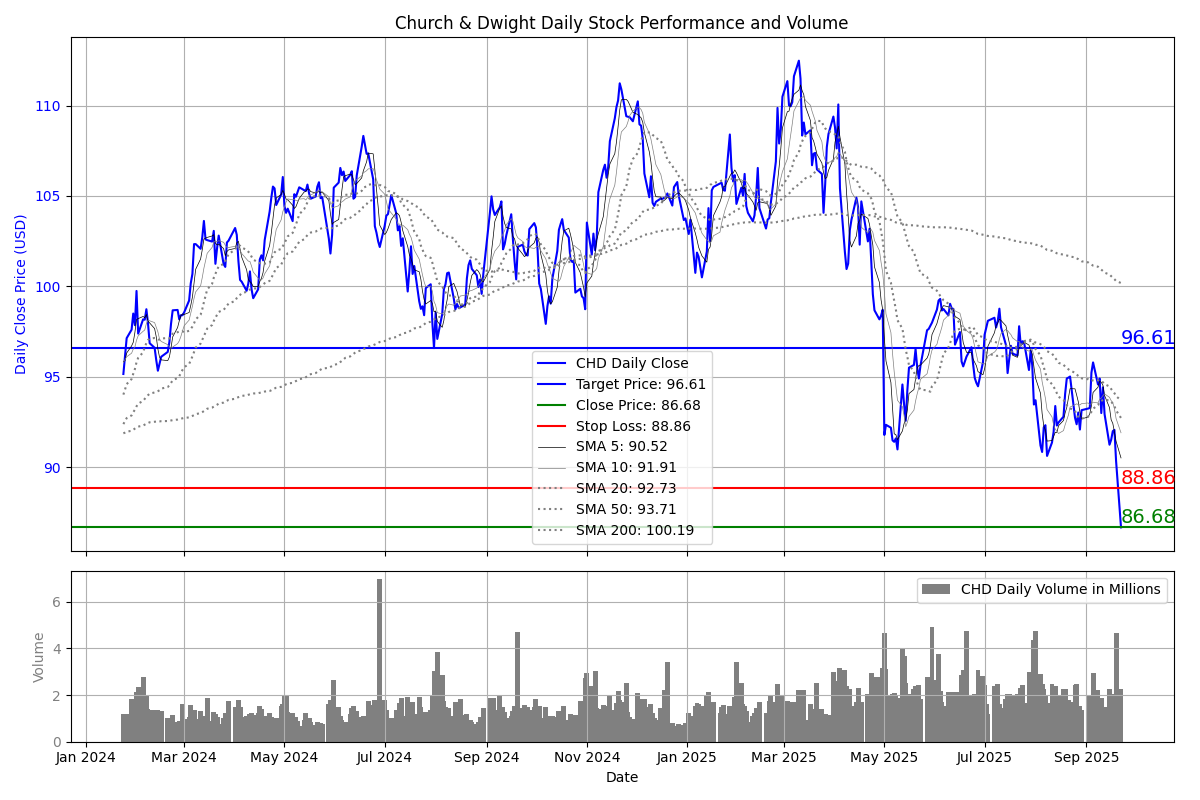 Church & Dwight Daily Stock Performance and Volume
Daily Close Price (USD)
110
105
100
95
90
96.61
88.86
86.68
CHD Daily Close
Target Price: 96.61
Close Price: 86.68
Stop Loss: 88.86
SMA 5: 90.52
SMA 10: 91.91
SMA 20: 92.73
SMA 50: 93.71
SMA 200: 100.19
Volume
6
4
2
0
CHD Daily Volume in Millions
Jan 2024 Mar 2024 May 2024 Jul 2024 Sep 2024 Nov 2024 Jan 2025 Mar 2025 May 2025 Jul 2025 Sep 2025
Date